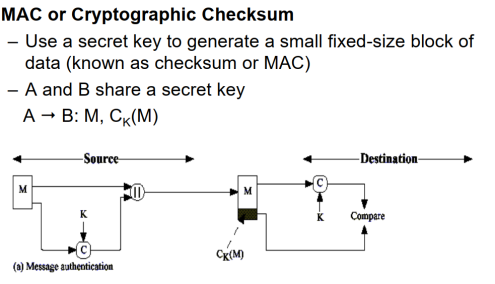 MAC or Cryptographic Checksum
– Use a secret key to generate a small fixed-size block of
data (known as checksum or MAC)
– A and B share a secret key
A → B: M, CK(M)
Source
Destination
M
||
M
C
K
K
Compare
C
CK(M)
(a) Message authentication